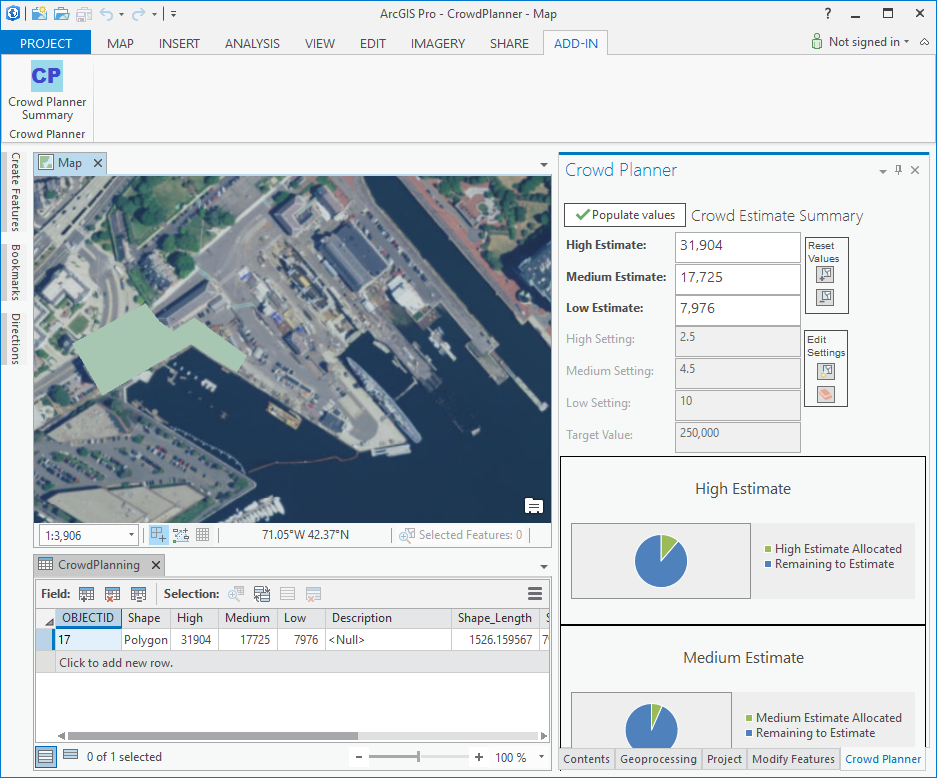 ArcGIS Pro - CrowdPlanner - Map
?
PROJECT
MAP
INSERT
ANALYSIS
VIEW
EDIT
IMAGERY
SHARE
ADD-IN
Not signed in
CP
Crowd Planner
Summary
Crowd Planner
Create Features
Bookmarks
Directions
Map
1:3,906
71.05°W 42.37°N
Selected Features: 0
CrowdPlanning
Field:
Selection:
OBJECTID Shape High Medium Low Description Shape_Length S
17 Polygon 31904 17725 7976 <Null> 1526.159567 79
Click to add new row.
0 of 1 selected
100 %
Crowd Planner
Populate values
Crowd Estimate Summary
High Estimate: 31,904
Medium Estimate: 17,725
Low Estimate: 7,976
High Setting: 2.5
Medium Setting: 4.5
Low Setting: 10
Target Value: 250,000
Reset
Values
Edit
Settings
High Estimate
High Estimate Allocated
Remaining to Estimate
Medium Estimate
Medium Estimate Allocated
Remaining to Estimate
Contents
Geoprocessing
Project
Modify Features
Crowd Planner